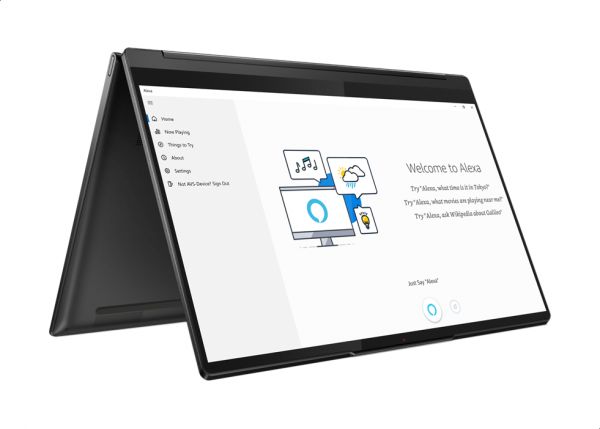 Alexa
Home
Now Playing
Things to Try
About
Settings
Not AVS-Device? Sign Out
Welcome to Alexa
Try "Alexa, what time is it in Tokyo?"
Try "Alexa, what movies are playing near me?"
Try "Alexa, ask Wikipedia about Galileo"
Just Say "Alexa"